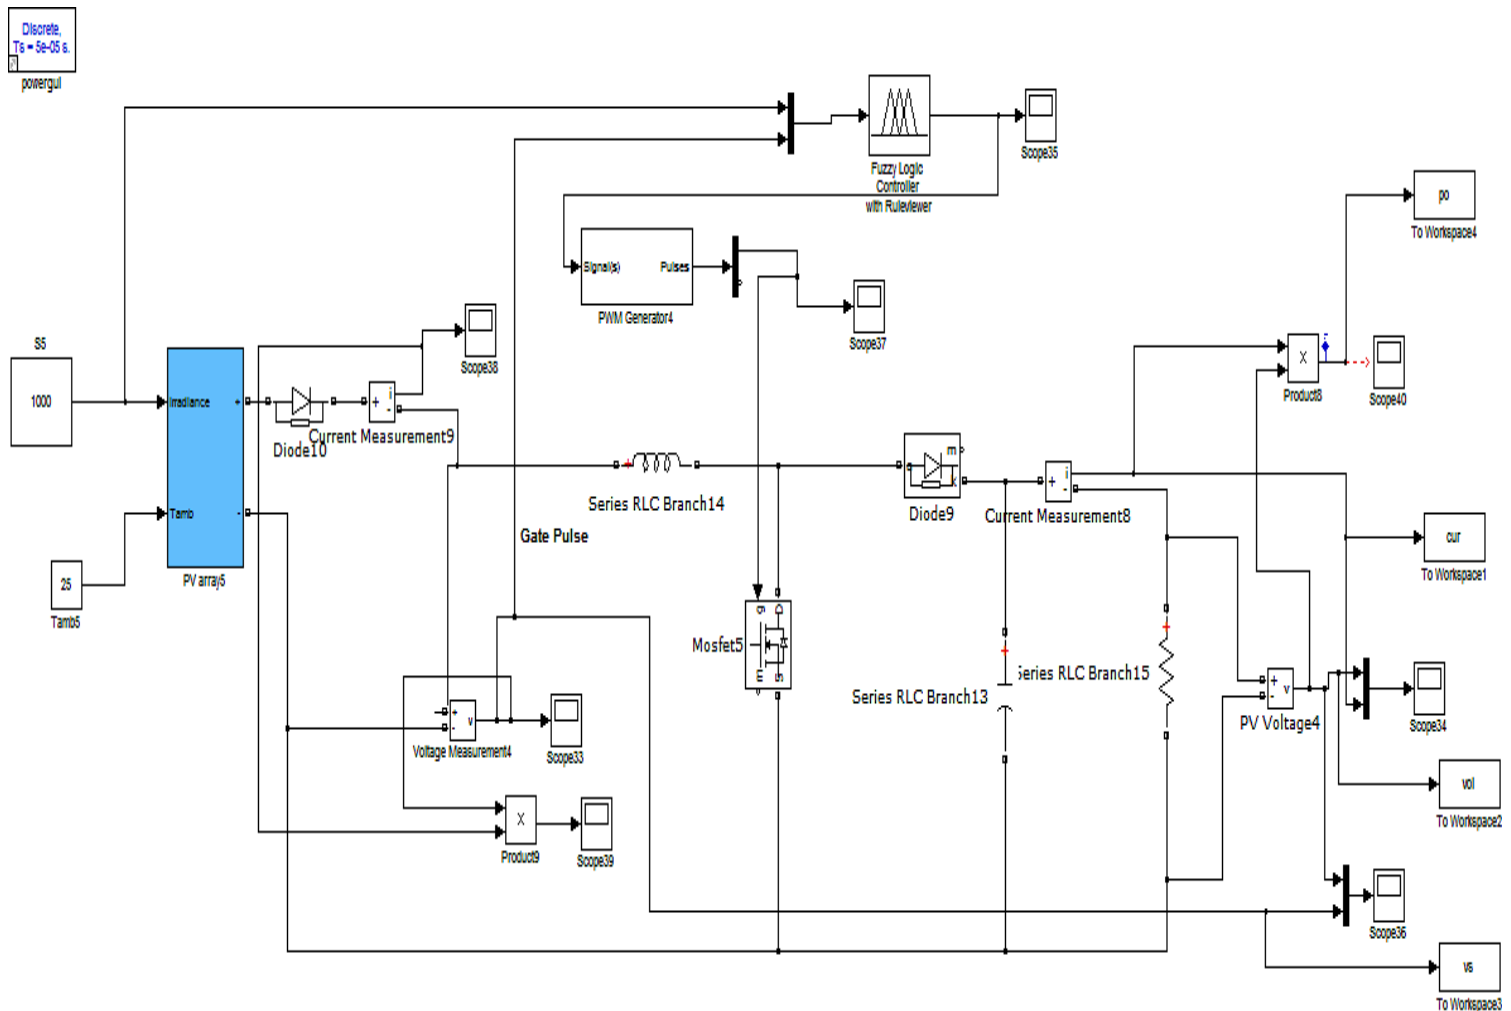 Discrete,
Ts = 5e-05 s.
powergui
Fuzzy Logic
Controller
with Ruleviewer
Scope35
po
To Workspace4
Signal(s) Pulses
PWM Generator4
Scope37
S5
1000
Scope38
Irradiance +
Tamb -
PV array5
Diode10
+ i -
Current Measurement9
X
Product8
Scope40
+
Series RLC Branch14
m
a k
Diode9
+ i -
Current Measurement8
Gate Pulse
cur
To Workspace1
25
Tamb5
g D
m S
Mosfet5
+
Series RLC Branch13
+
Series RLC Branch15
+ v -
PV Voltage4
Scope34
+ v -
Voltage Measurement4
Scope33
vol
To Workspace2
X
Product9
Scope39
Scope36
vs
To Workspace3